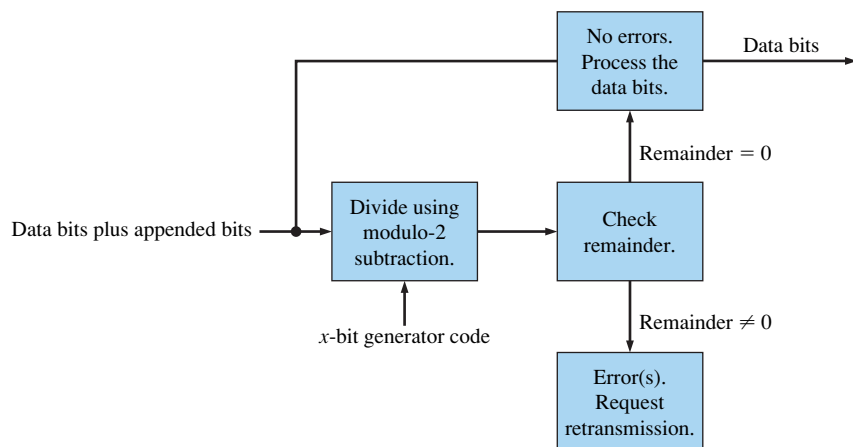 No errors.
Process the
data bits.
Data bits
Remainder = 0
Data bits plus appended bits
Divide using
modulo-2
subtraction.
Check
remainder.
x-bit generator code
Remainder ≠ 0
Error(s).
Request
retransmission.